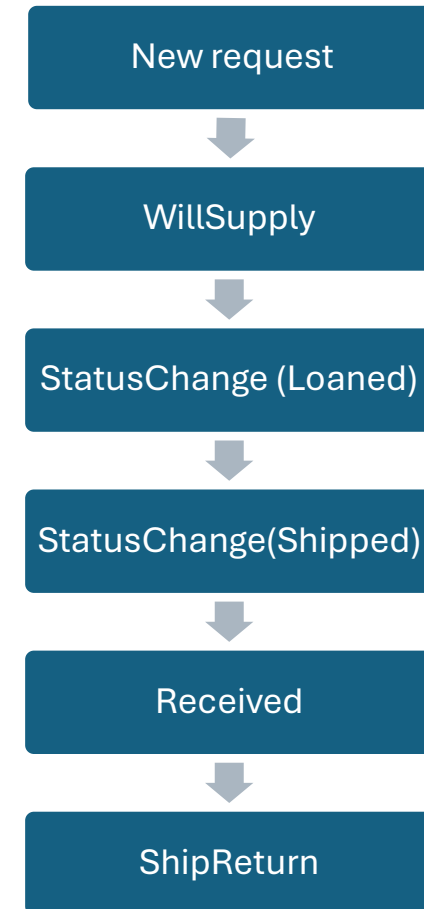 New request
WillSupply
StatusChange (Loaned)
StatusChange(Shipped)
Received
ShipReturn